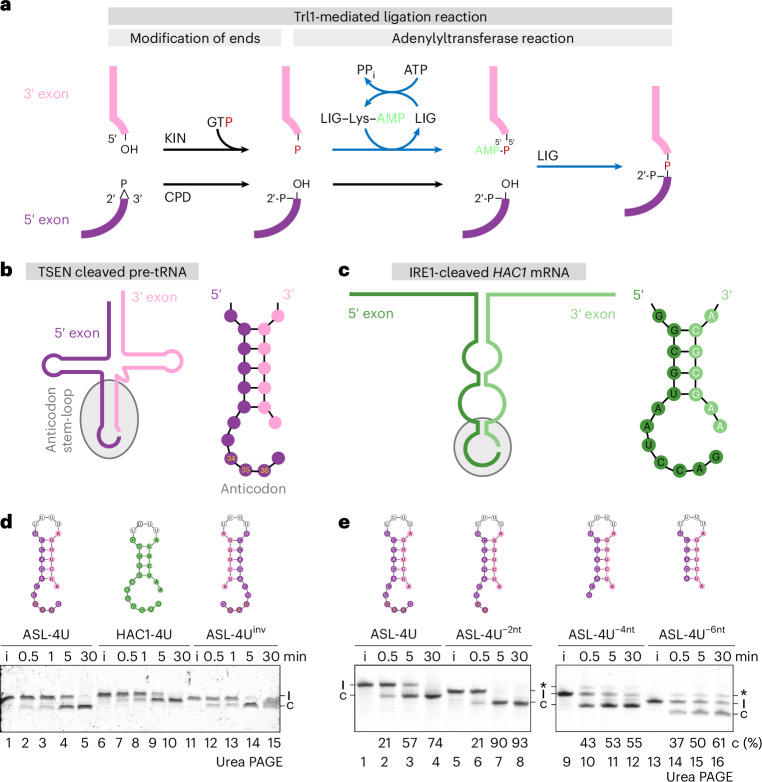 a
Trl1-mediated ligation reaction
Modification of ends
Adenylyltransferase reaction
PPi ATP
3′ exon
GTP
LIG–Lys–AMP LIG
5′
OH
KIN
P
5′ 5′
AMP-P
LIG
P
2′ 3′
CPD
OH
2′-P
OH
2′-P
P
2′-P
5′ exon
b
TSEN cleaved pre-tRNA
3′ exon
5′ exon
Anticodon
stem-loop
5′ 3′
34 35 36
Anticodon
c
IRE1-cleaved HAC1 mRNA
5′ exon
3′ exon
5′ 3′
G A
G C
C G
G C
U G
A A
A A
U
C
C
A
G
d
ASL-4U HAC1-4U ASL-4Uinv
i 0.5 1 5 30 i 0.5 1 5 30 i 0.5 1 5 30 min
I
c
1 2 3 4 5 6 7 8 9 10 11 12 13 14 15
Urea PAGE
e
ASL-4U ASL-4U−2nt ASL-4U−4nt ASL-4U−6nt
i 0.5 5 30 i 0.5 5 30 i 0.5 5 30 i 0.5 5 30 min
I
c
*
I
c
*
I
c
21 57 74 21 90 93 43 53 55 37 50 61 c (%)
1 2 3 4 5 6 7 8 9 10 11 12 13 14 15 16
Urea PAGE